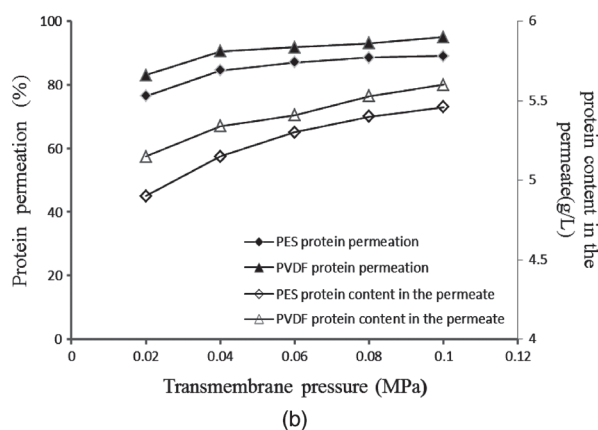 100
80
60
40
20
0
Protein permeation (%)
6
5.5
5
4.5
4
protein content in the
permeate(g/L)
PES protein permeation
PVDF protein permeation
PES protein content in the permeate
PVDF protein content in the permeate
0 0.02 0.04 0.06 0.08 0.1 0.12
Transmembrane pressure (MPa)
(b)